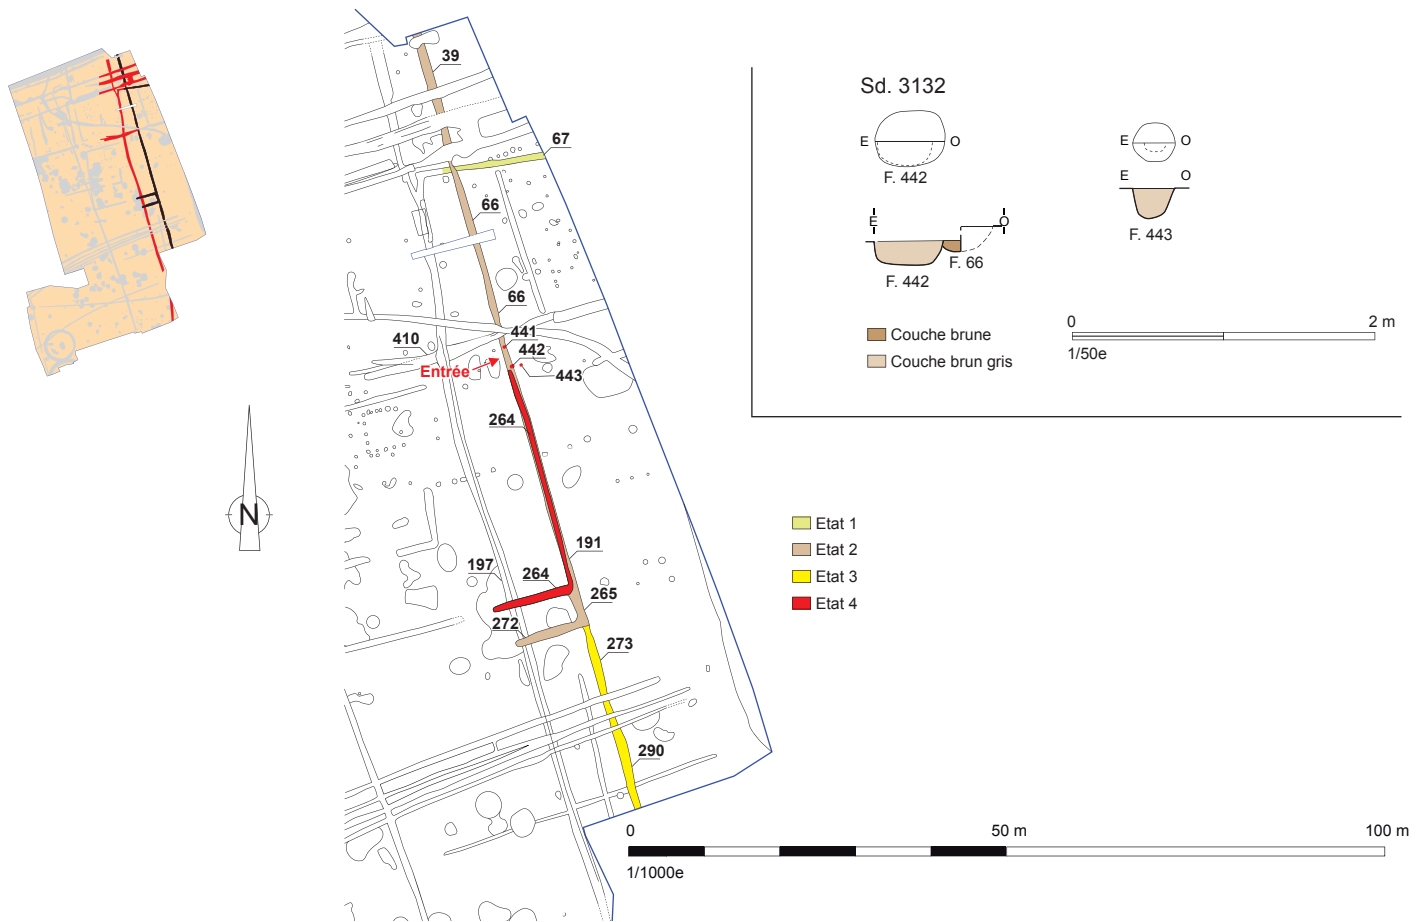 39
67
66
66
441
410
442
Entrée
443
264
191
197
264
265
272
273
290
N
Sd. 3132
E
O
F. 442
E
O
F. 66
F. 442
E
O
E
O
F. 443
Couche brune
Couche brun gris
0
2 m
1/50e
Etat 1
Etat 2
Etat 3
Etat 4
0
50 m
100 m
1/1000e